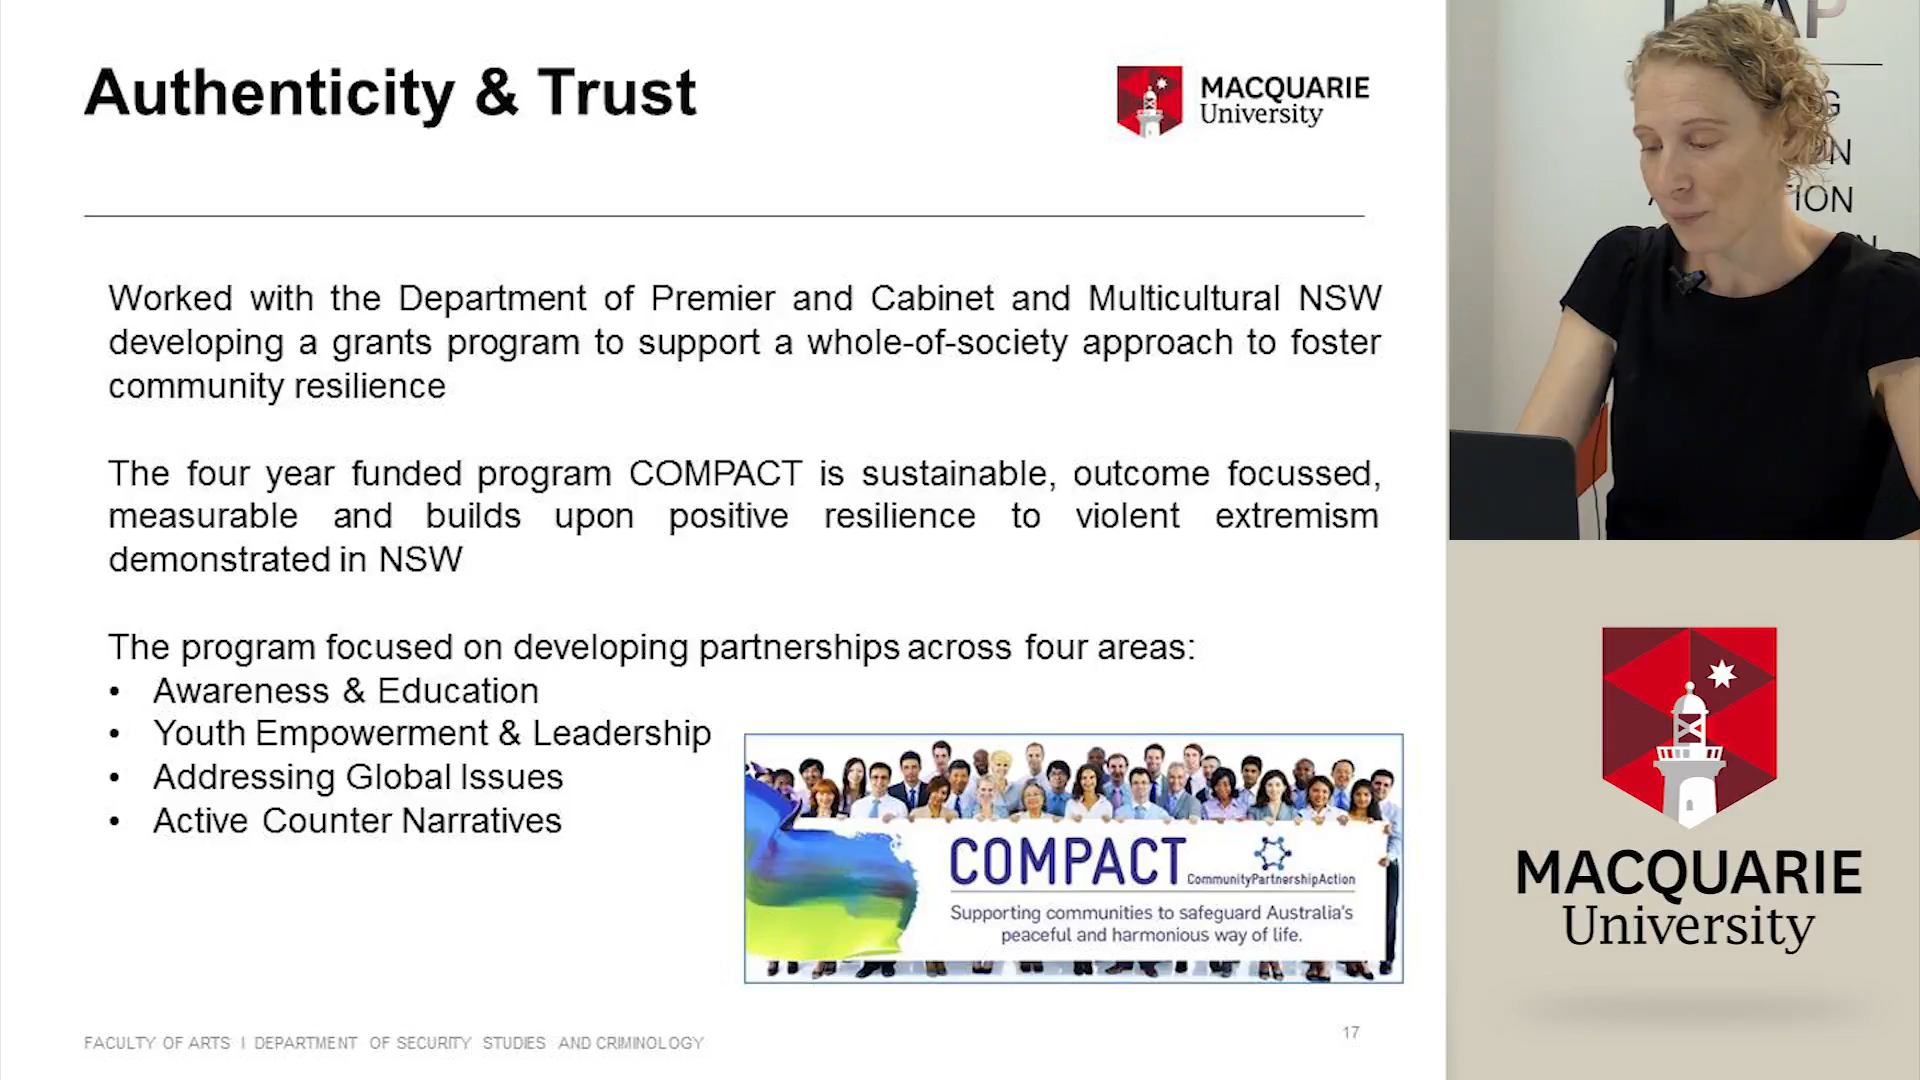 Authenticity & Trust
MACQUARIE
University
Worked with the Department of Premier and Cabinet and Multicultural NSW
developing a grants program to support a whole-of-society approach to foster
community resilience
The four year funded program COMPACT is sustainable, outcome focussed,
measurable and builds upon positive resilience to violent extremism
demonstrated in NSW
The program focused on developing partnerships across four areas:
• Awareness & Education
• Youth Empowerment & Leadership
• Addressing Global Issues
• Active Counter Narratives
COMPACT
CommunityPartnershipAction
Supporting communities to safeguard Australia's
peaceful and harmonious way of life.
FACULTY OF ARTS I DEPARTMENT OF SECURITY STUDIES AND CRIMINOLOGY
17
MACQUARIE
University